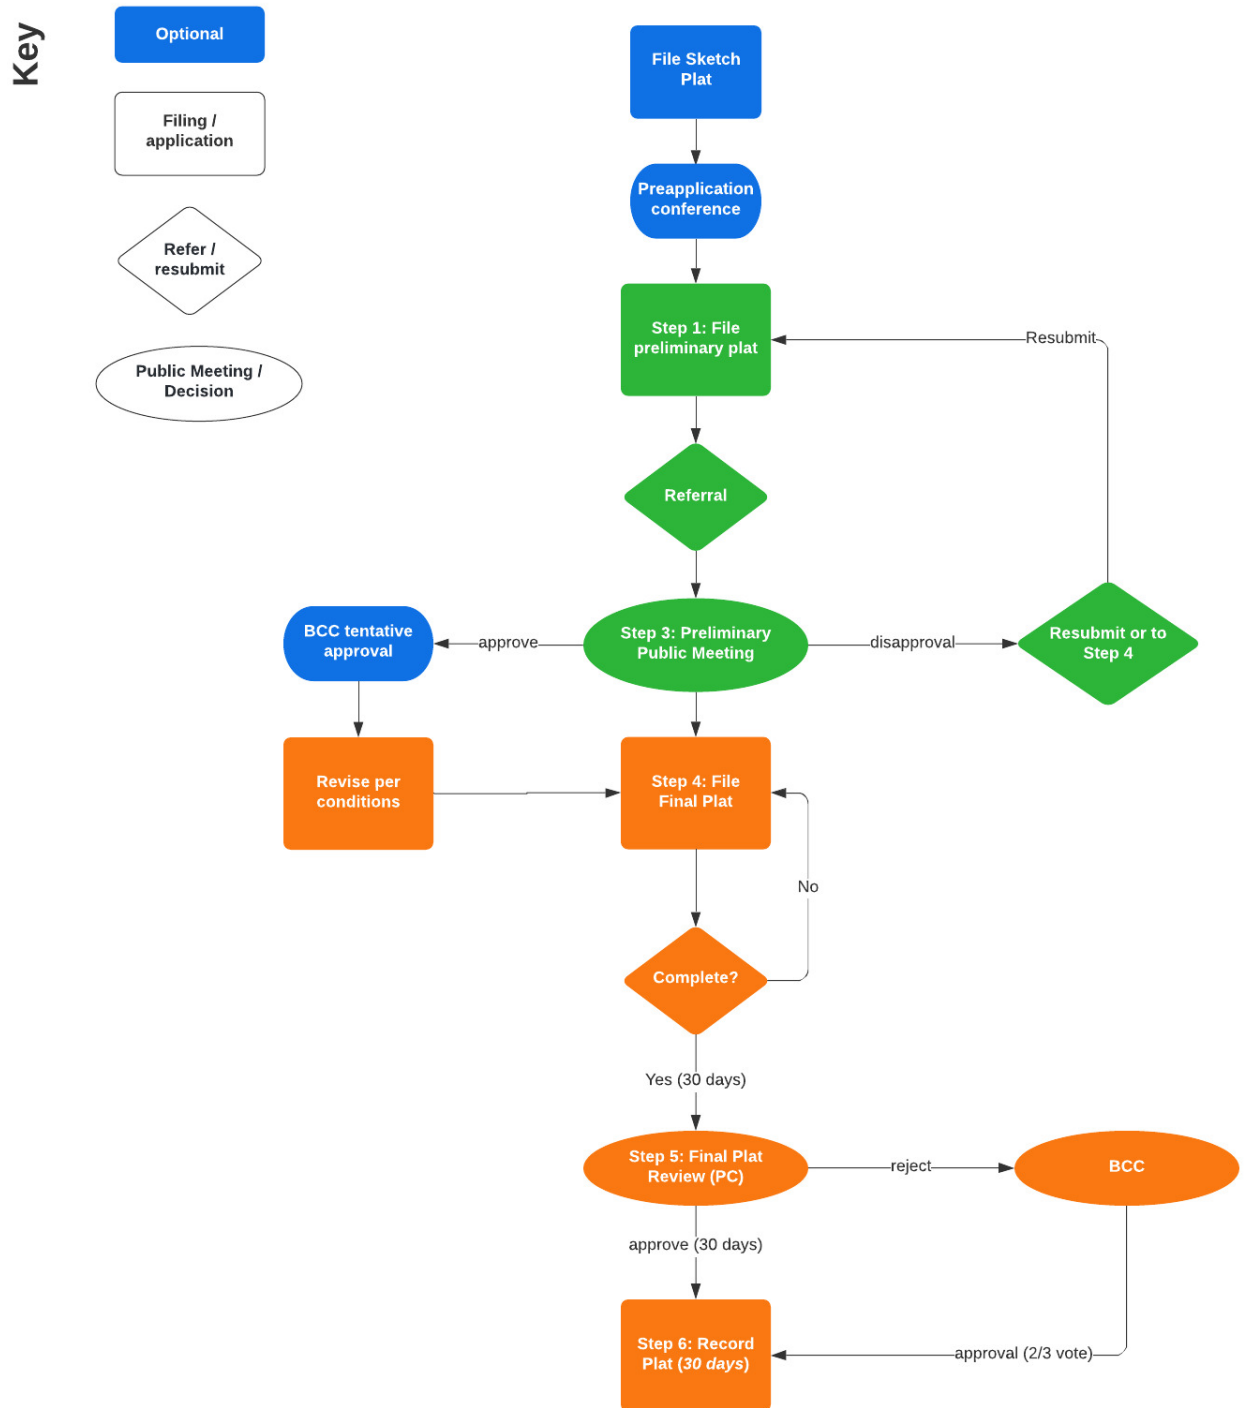 Key
Optional
Filing /
application
Refer /
resubmit
Public Meeting /
Decision
File Sketch
Plat
Preapplication
conference
Step 1: File
preliminary plat
Resubmit
Referral
BCC tentative
approval
approve
Step 3: Preliminary
Public Meeting
disapproval
Resubmit or to
Step 4
Revise per
conditions
Step 4: File
Final Plat
No
Complete?
Yes (30 days)
Step 5: Final Plat
Review (PC)
reject
BCC
approve (30 days)
Step 6: Record
Plat (30 days)
approval (2/3 vote)